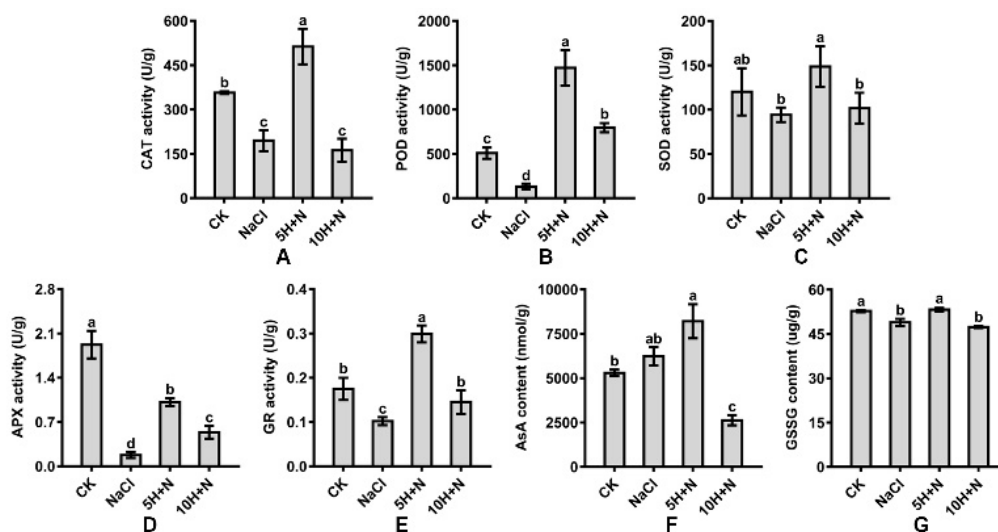 CAT activity (U/g)
600
450
300
150
0
b
c
a
c
CK
NaCl
5H+N
10H+N
A
POD activity (U/g)
2000
1500
1000
500
0
c
d
a
b
CK
NaCl
5H+N
10H+N
B
SOD activity (U/g)
200
150
100
50
0
ab
b
a
b
CK
NaCl
5H+N
10H+N
C
APX activity (U/g)
2.8
2.1
1.4
0.7
0.0
a
d
b
c
CK
NaCl
5H+N
10H+N
D
GR activity (U/g)
0.4
0.3
0.2
0.1
0.0
b
c
a
b
CK
NaCl
5H+N
10H+N
E
AsA content (nmol/g)
10000
7500
5000
2500
0
b
ab
a
c
CK
NaCl
5H+N
10H+N
F
GSSG content (ug/g)
60
45
30
15
0
a
b
a
b
CK
NaCl
5H+N
10H+N
G